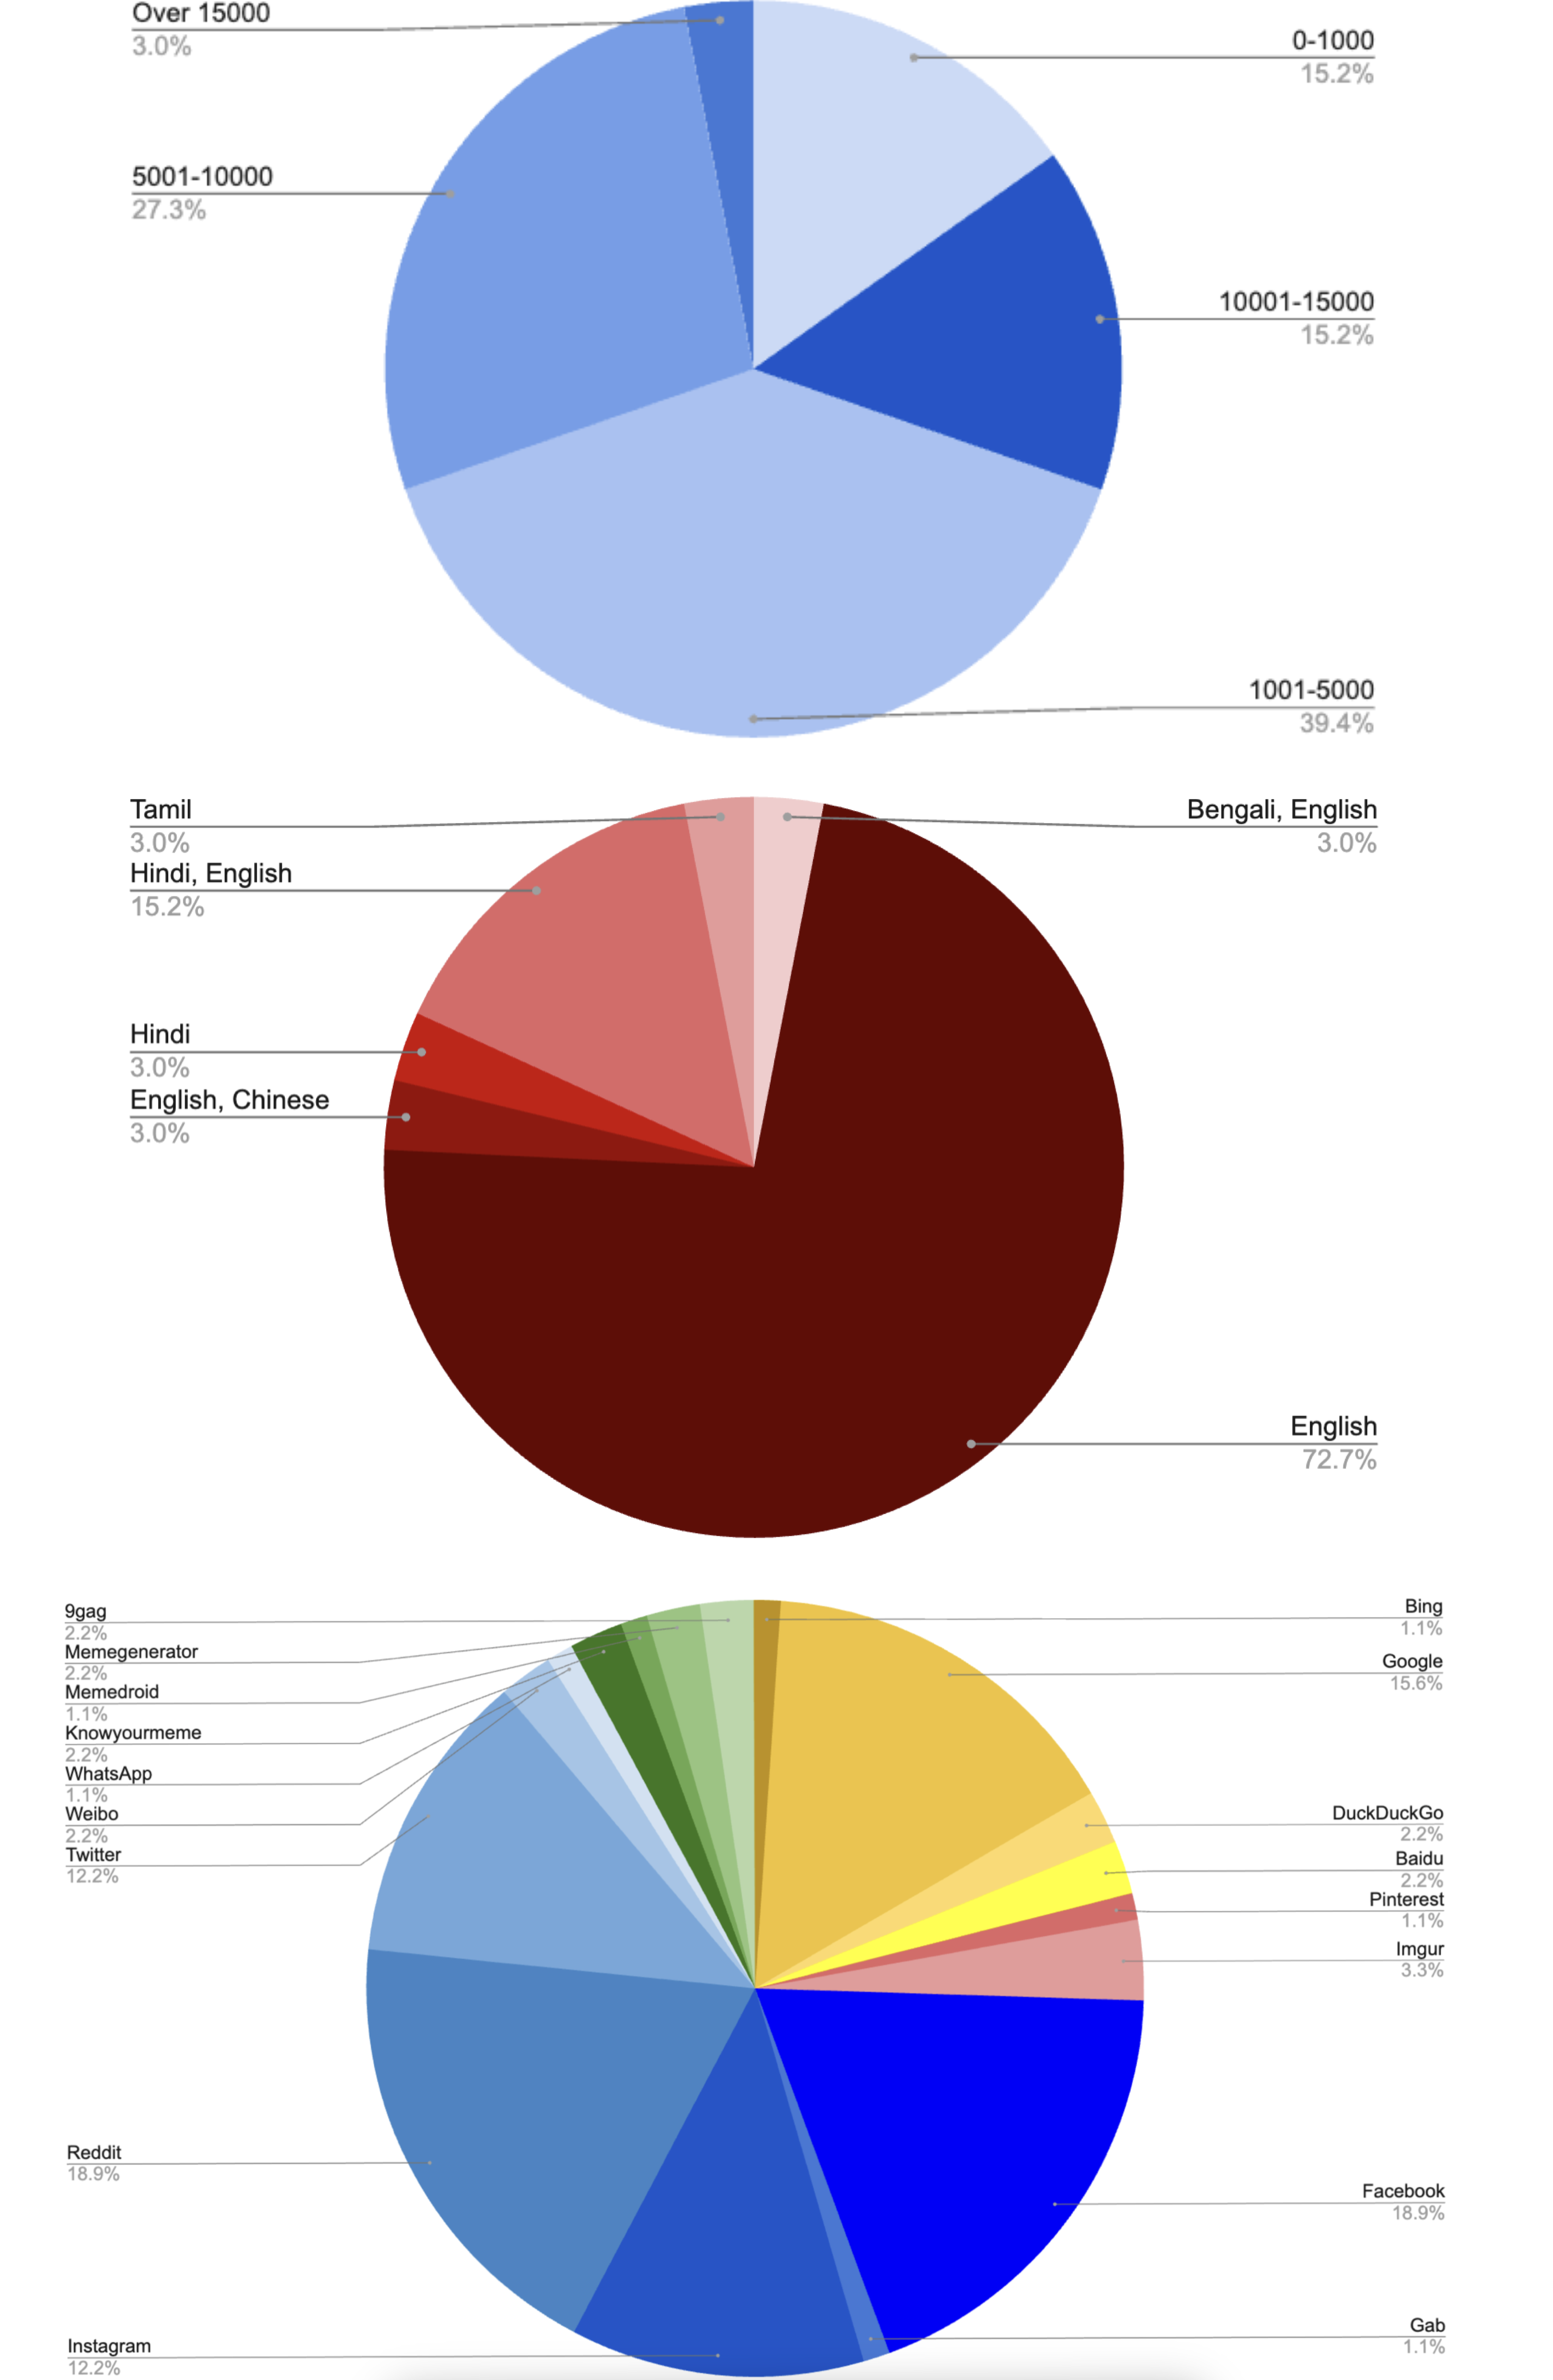 Over 15000
3.0%
0-1000
15.2%
5001-10000
27.3%
10001-15000
15.2%
1001-5000
39.4%
Tamil
3.0%
Bengali, English
3.0%
Hindi, English
15.2%
Hindi
3.0%
English, Chinese
3.0%
English
72.7%
9gag
2.2%
Memegenerator
2.2%
Memedroid
1.1%
Knowyourmeme
2.2%
WhatsApp
1.1%
Weibo
2.2%
Twitter
12.2%
Reddit
18.9%
Instagram
12.2%
Bing
1.1%
Google
15.6%
DuckDuckGo
2.2%
Baidu
2.2%
Pinterest
1.1%
Imgur
3.3%
Facebook
18.9%
Gab
1.1%